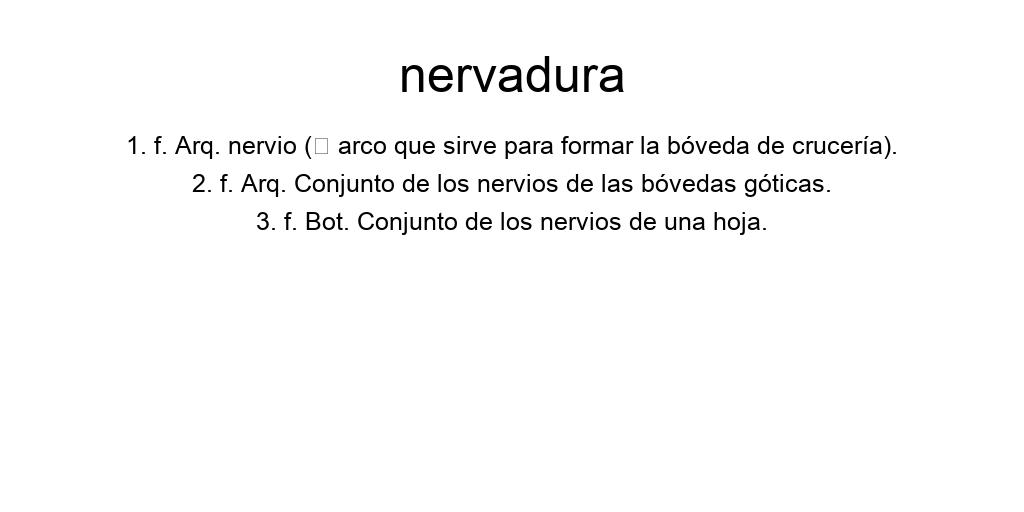 nervadura
1. f. Arq. nervio (□ arco que sirve para formar la bóveda de crucería).
2. f. Arq. Conjunto de los nervios de las bóvedas góticas.
3. f. Bot. Conjunto de los nervios de una hoja.